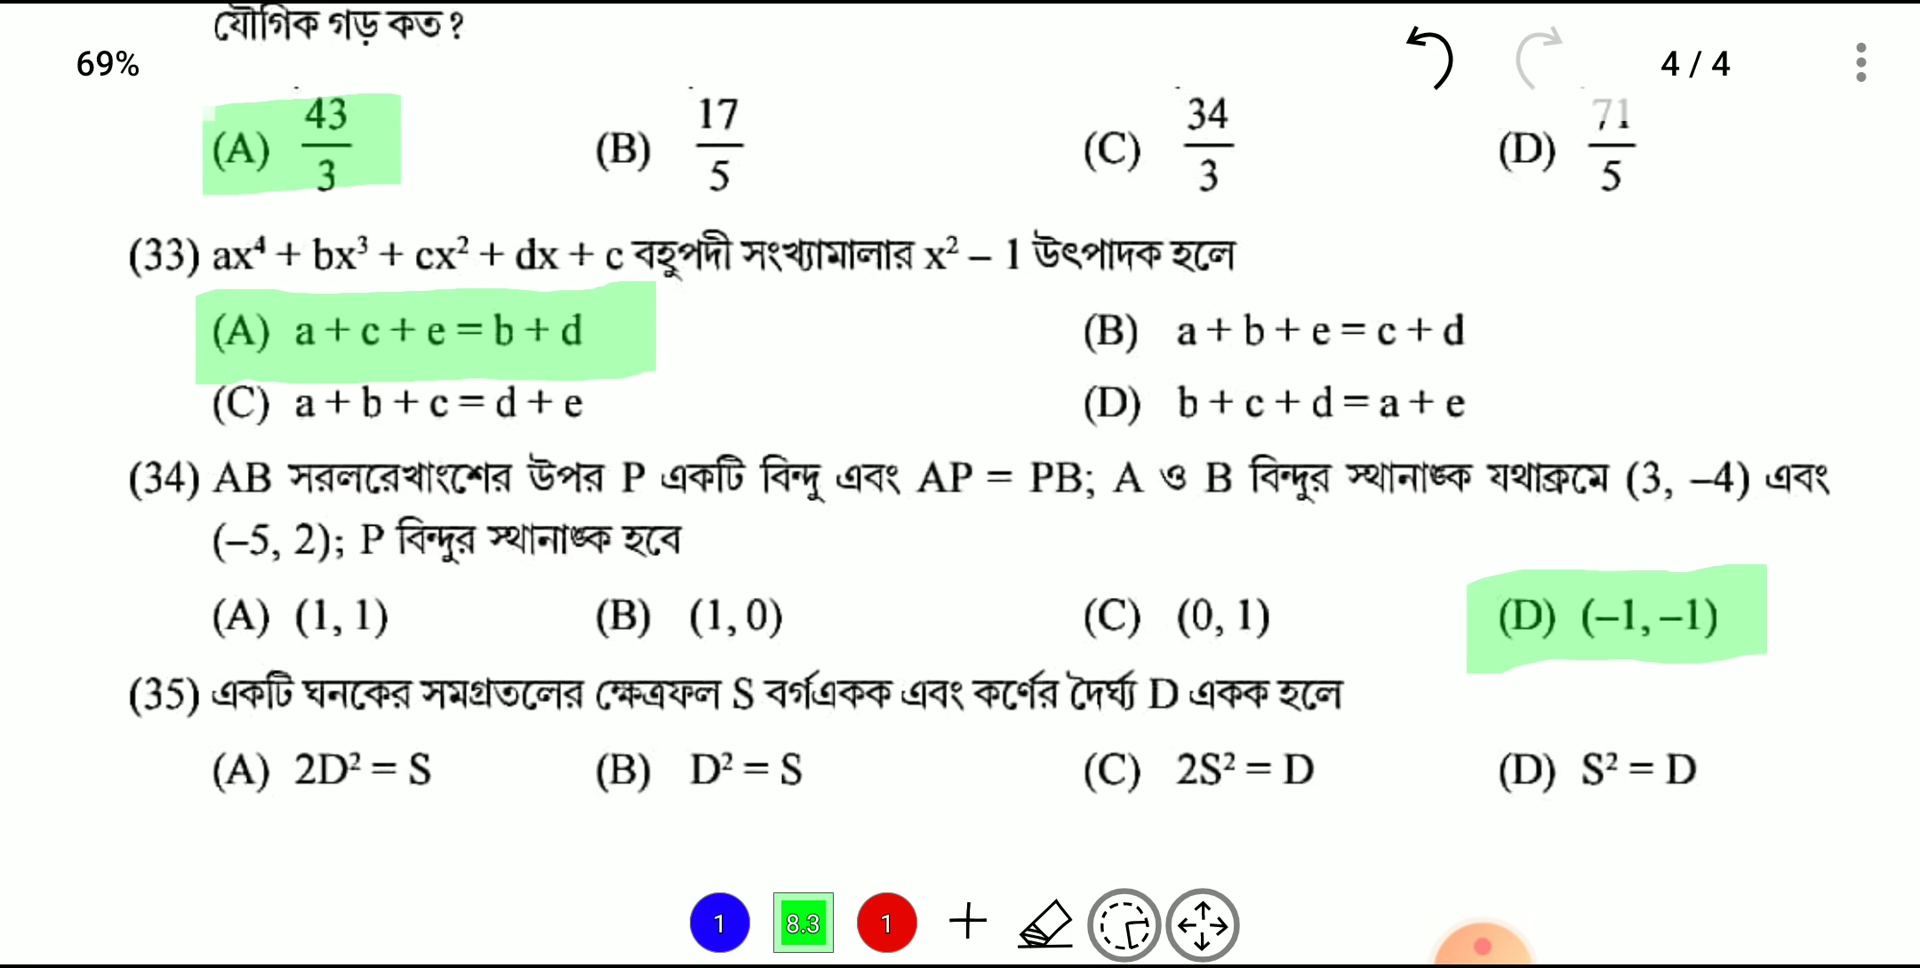 যৌগিক গড় কত?
69%
4 / 4
(A) 43/3 (B) 17/5 (C) 34/3 (D) 71/5
(33) ax⁴ + bx³ + cx² + dx + c বহুপদী সংখ্যামালার x² – 1 উৎপাদক হলে
(A) a + c + e = b + d (B) a + b + e = c + d
(C) a + b + c = d + e (D) b + c + d = a + e
(34) AB সরলরেখাংশের উপর P একটি বিন্দু এবং AP = PB; A ও B বিন্দুর স্থানাঙ্ক যথাক্রমে (3, –4) এবং
(–5, 2); P বিন্দুর স্থানাঙ্ক হবে
(A) (1, 1) (B) (1, 0) (C) (0, 1) (D) (–1, –1)
(35) একটি ঘনকের সমগ্রতলের ক্ষেত্রফল S বর্গএকক এবং কর্ণের দৈর্ঘ্য D একক হলে
(A) 2D² = S (B) D² = S (C) 2S² = D (D) S² = D
1 8.3 1